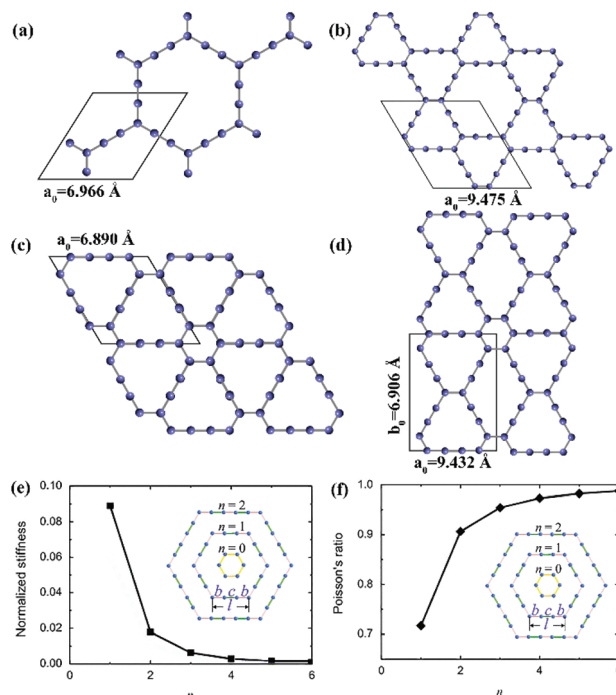 (a)
(b)
a₀=6.966 Å
a₀=9.475 Å
(c)
a₀=6.890 Å
(d)
b₀=6.906 Å
a₀=9.432 Å
(e)
0.10
0.08
0.06
0.04
0.02
0.00
Normalized stiffness
0 2 4 6
n = 2
n = 1
n = 0
b c b
l
(f)
1.0
0.9
0.8
0.7
Poisson's ratio
0 2 4
n = 2
n = 1
n = 0
b c b
l
n